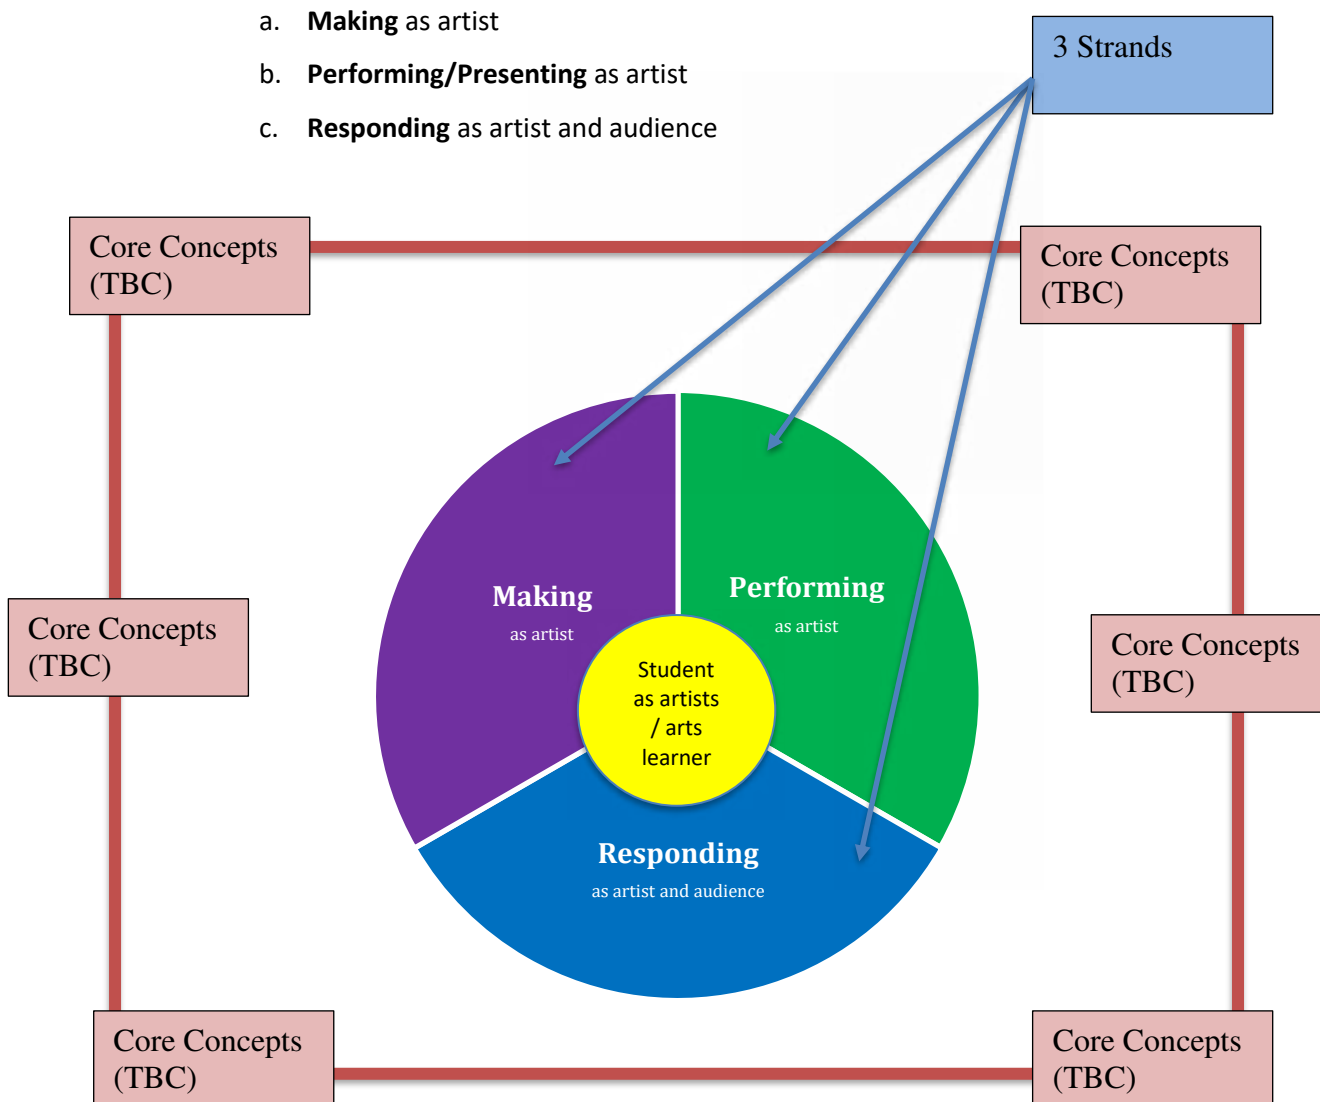 a. Making as artist
b. Performing/Presenting as artist
c. Responding as artist and audience
3 Strands
Core Concepts
(TBC)
Core Concepts
(TBC)
Making
as artist
Performing
as artist
Core Concepts
(TBC)
Student
as artists
/ arts
learner
Core Concepts
(TBC)
Responding
as artist and audience
Core Concepts
(TBC)
Core Concepts
(TBC)